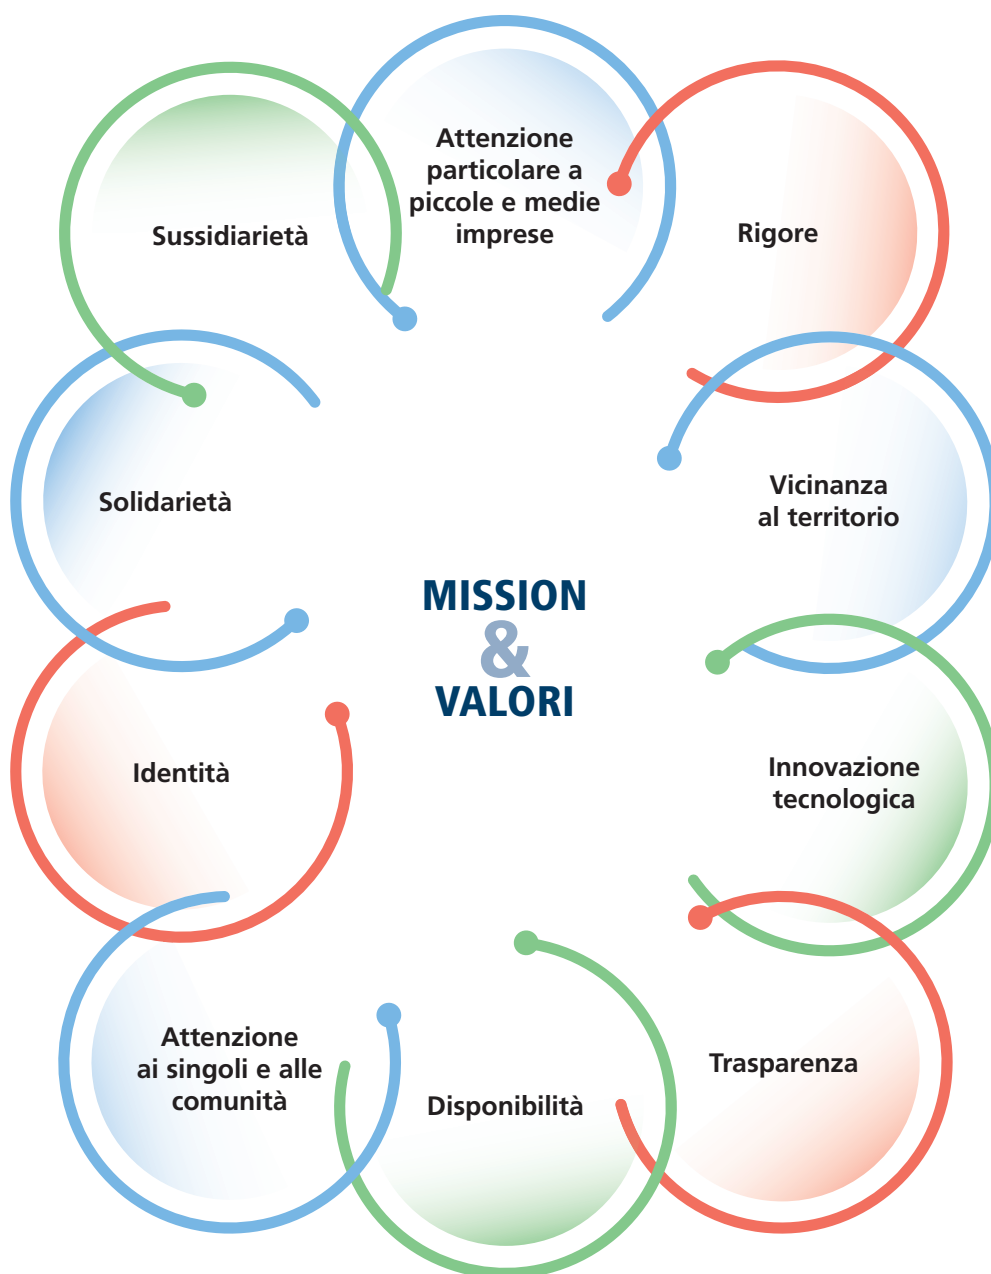 Attenzione
particolare a
piccole e medie
imprese
Sussidiarietà
Rigore
Solidarietà
Vicinanza
al territorio
MISSION
&
VALORI
Identità
Innovazione
tecnologica
Attenzione
ai singoli e alle
comunità
Disponibilità
Trasparenza